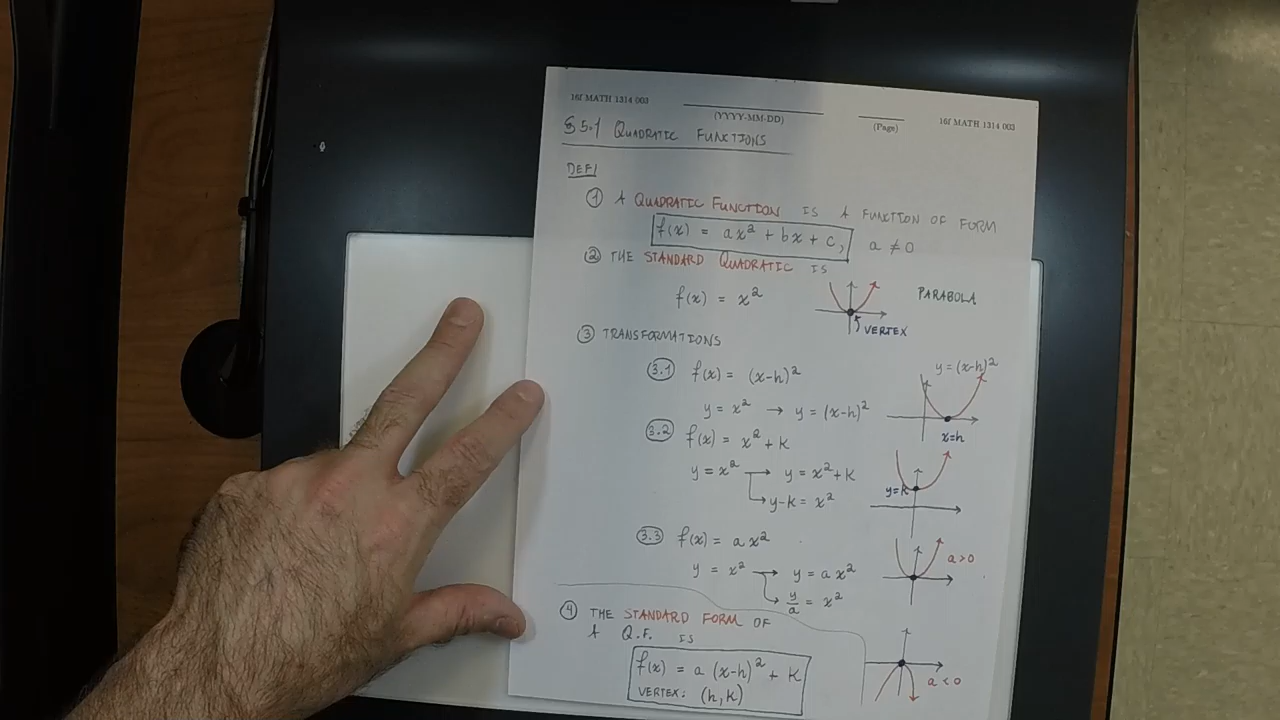 16f MATH 1314 003
(YYYY-MM-DD)
(Page)
16f MATH 1314 003
§ 5.1 QUADRATIC FUNCTIONS
DEF1
① A QUADRATIC FUNCTION IS A FUNCTION OF FORM
f(x) = ax² + bx + c, a ≠ 0
② THE STANDARD QUADRATIC IS
f(x) = x²
PARABOLA
VERTEX
③ TRANSFORMATIONS
3.1 f(x) = (x-h)²
y = (x-h)²
y = x² → y = (x-h)²
x=h
3.2 f(x) = x² + k
y = x² → y = x² + k
y=k
→ y-k = x²
3.3 f(x) = a x²
a > 0
y = x² → y = a x²
→ y/a = x²
④ THE STANDARD FORM OF
A Q.F. IS
f(x) = a (x-h)² + k
VERTEX: (h, k)
a < 0